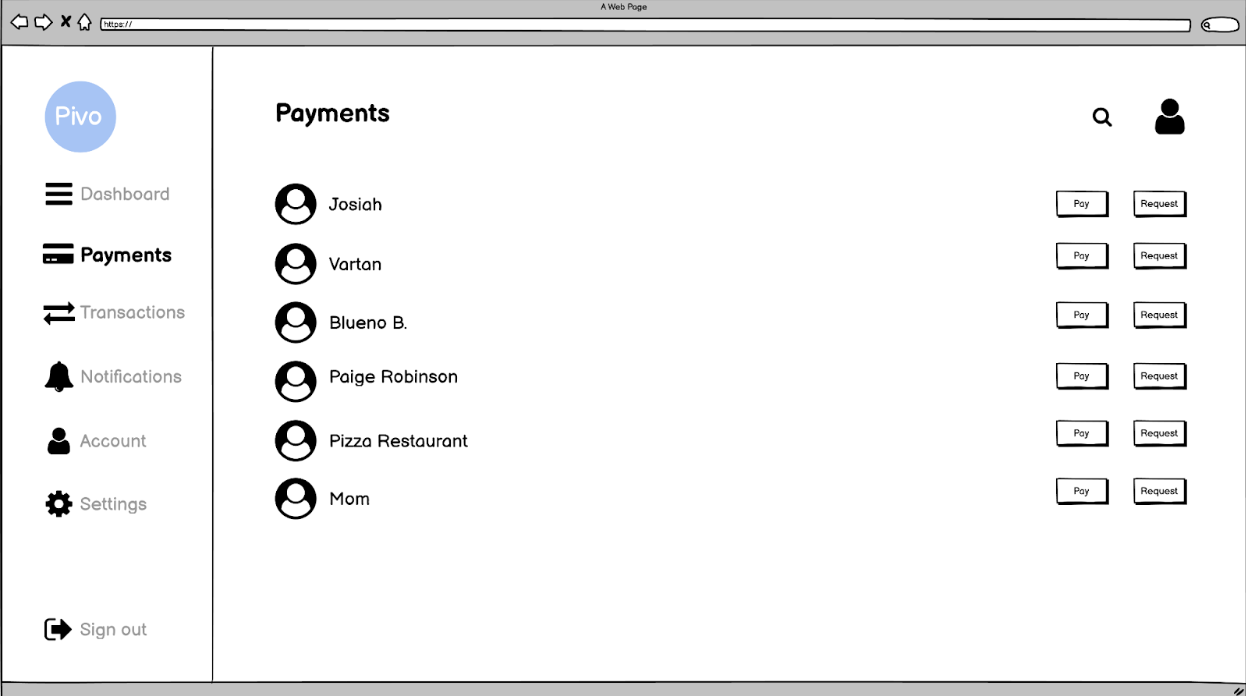 A Web Page
https://
Pivo
Dashboard
Payments
Transactions
Notifications
Account
Settings
Sign out
Payments
Josiah Pay Request
Vartan Pay Request
Blueno B. Pay Request
Paige Robinson Pay Request
Pizza Restaurant Pay Request
Mom Pay Request